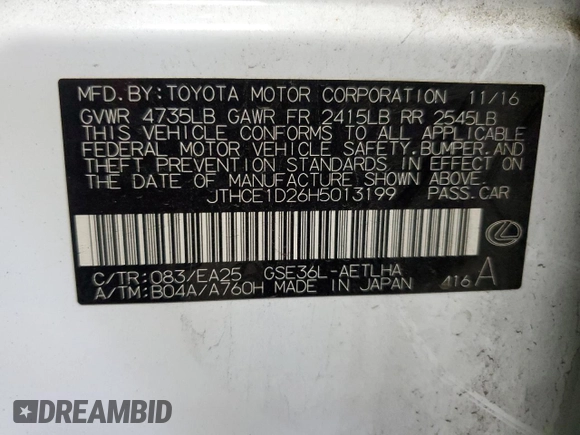 MFD. BY: TOYOTA MOTOR CORPORATION 11/16
GVWR 4735LB GAWR FR 2415LB RR 2545LB
THIS VEHICLE CONFORMS TO ALL APPLICABLE
FEDERAL MOTOR VEHICLE SAFETY, BUMPER, AND
THEFT PREVENTION STANDARDS IN EFFECT ON
THE DATE OF MANUFACTURE SHOWN ABOVE.
JTHCE1D26H5013199 PASS. CAR
C/TR: 083/EA25 GSE36L-AETLHA
A/TM: B04A/A760H MADE IN JAPAN 416 A
DREAMBID